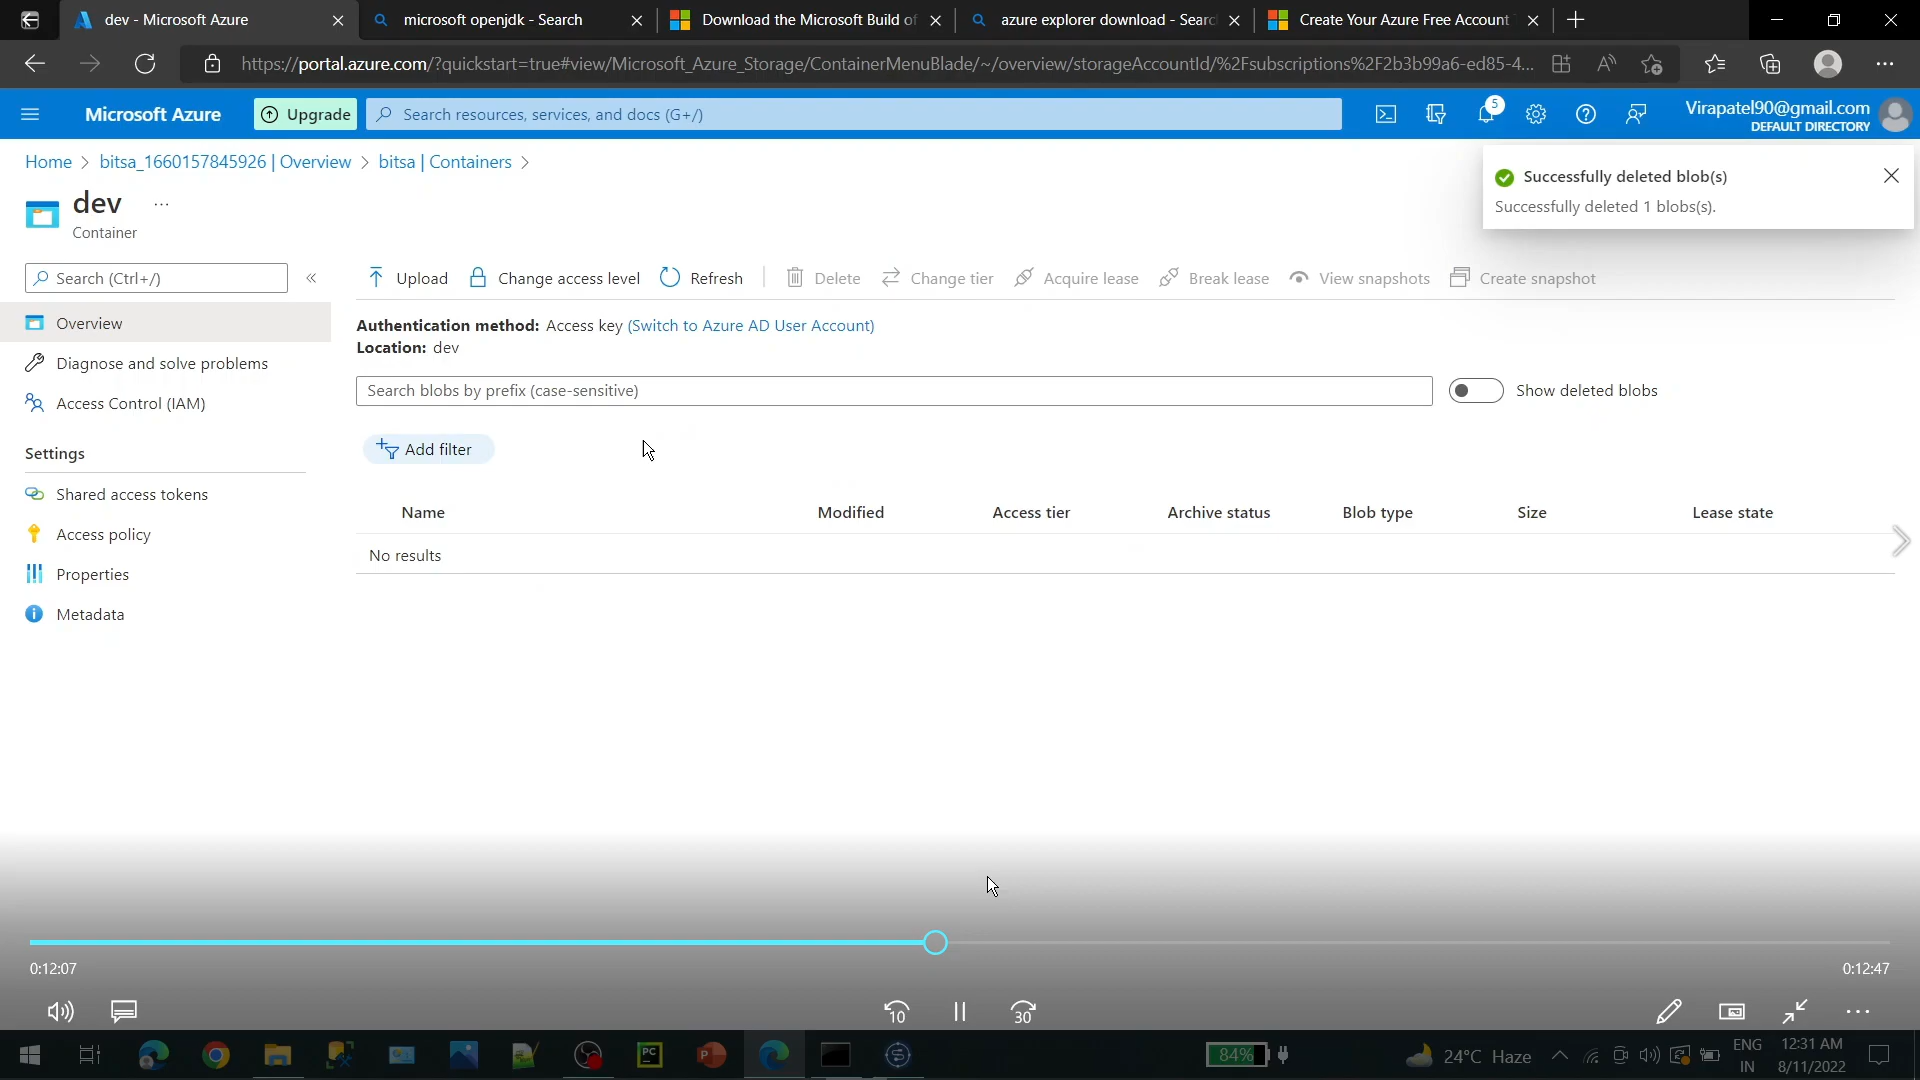 dev - Microsoft Azure
microsoft openjdk - Search
Download the Microsoft Build of
azure explorer download - Searc
Create Your Azure Free Account
https://portal.azure.com/?quickstart=true#view/Microsoft_Azure_Storage/ContainerMenuBlade/~/overview/storageAccountId/%2Fsubscriptions%2F2b3b99a6-ed85-4...
Microsoft Azure
Upgrade
Search resources, services, and docs (G+/)
5
Virapatel90@gmail.com
DEFAULT DIRECTORY
Home > bitsa_1660157845926 | Overview > bitsa | Containers >
Successfully deleted blob(s)
Successfully deleted 1 blobs(s).
dev ...
Container
Search (Ctrl+/)
«
Upload
Change access level
Refresh
Delete
Change tier
Acquire lease
Break lease
View snapshots
Create snapshot
Overview
Diagnose and solve problems
Access Control (IAM)
Settings
Shared access tokens
Access policy
Properties
Metadata
Authentication method: Access key (Switch to Azure AD User Account)
Location: dev
Search blobs by prefix (case-sensitive)
Show deleted blobs
Add filter
Name Modified Access tier Archive status Blob type Size Lease state
No results
0:12:07
0:12:47
10
30
PC
84%
24°C Haze
ENG
IN
12:31 AM
8/11/2022